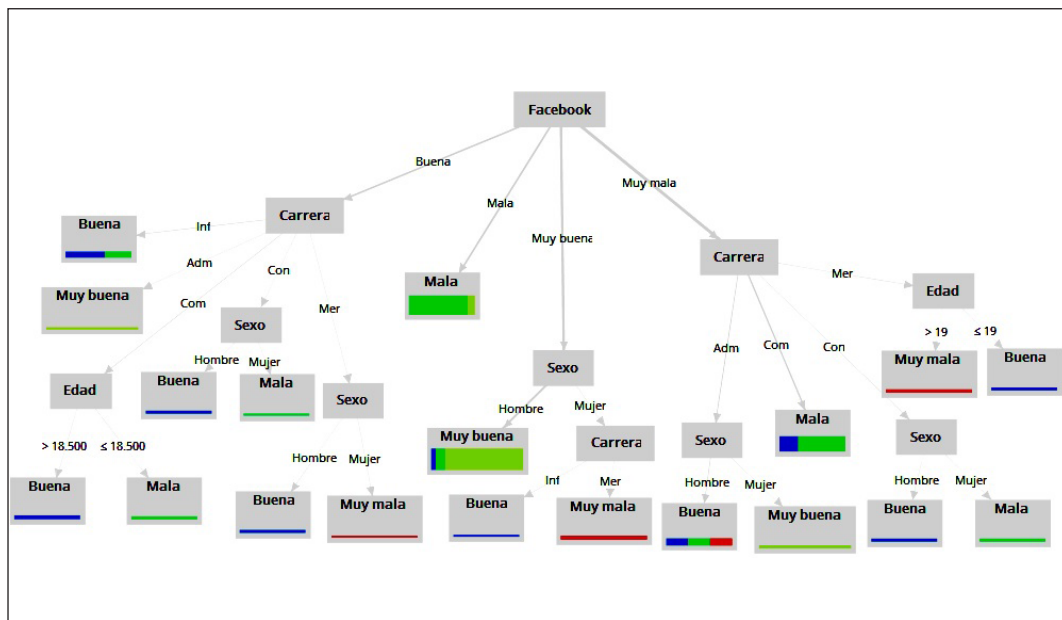 Facebook
Buena
Mala
Muy buena
Muy mala
Carrera
Buena
Inf
Adm
Muy buena
Com
Con
Mer
Sexo
Hombre
Mujer
Buena
Mala
Edad
> 18.500
≤ 18.500
Buena
Mala
Sexo
Hombre
Mujer
Buena
Muy mala
Mala
Sexo
Hombre
Mujer
Muy buena
Carrera
Inf
Mer
Buena
Muy mala
Carrera
Adm
Com
Con
Mer
Sexo
Hombre
Mujer
Buena
Muy buena
Mala
Sexo
Hombre
Mujer
Buena
Mala
Edad
> 19
≤ 19
Muy mala
Buena